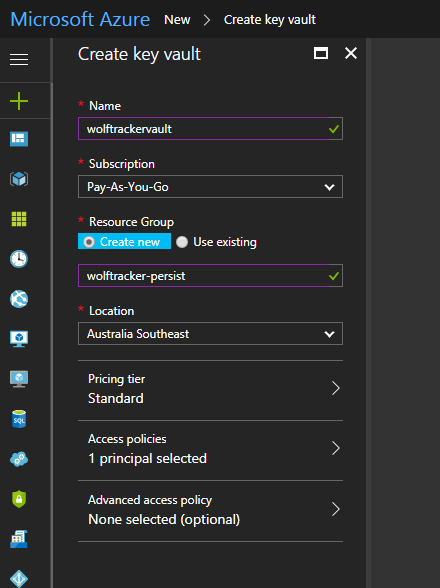 Microsoft Azure New > Create key vault
Create key vault
* Name
wolftrackervault
* Subscription
Pay-As-You-Go
* Resource Group
Create new Use existing
wolftracker-persist
* Location
Australia Southeast
Pricing tier
Standard
Access policies
1 principal selected
Advanced access policy
None selected (optional)
SQL